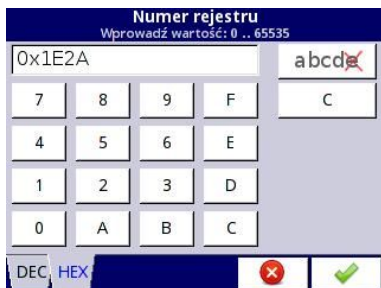 Numer rejestru
Wprowadź wartość: 0 .. 65535
0x1E2A
abcde
7 8 9 F C
4 5 6 E
1 2 3 D
0 A B C
DEC HEX